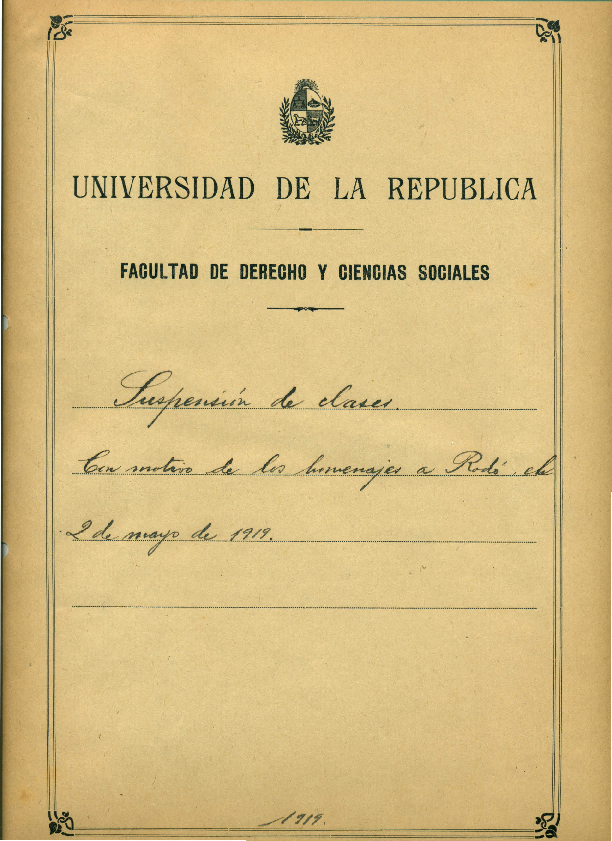 UNIVERSIDAD DE LA REPUBLICA
FACULTAD DE DERECHO Y CIENCIAS SOCIALES
Suspensión de clases.
Con motivo de los homenajes a Rodó, el
2 de mayo de 1919.
1919.